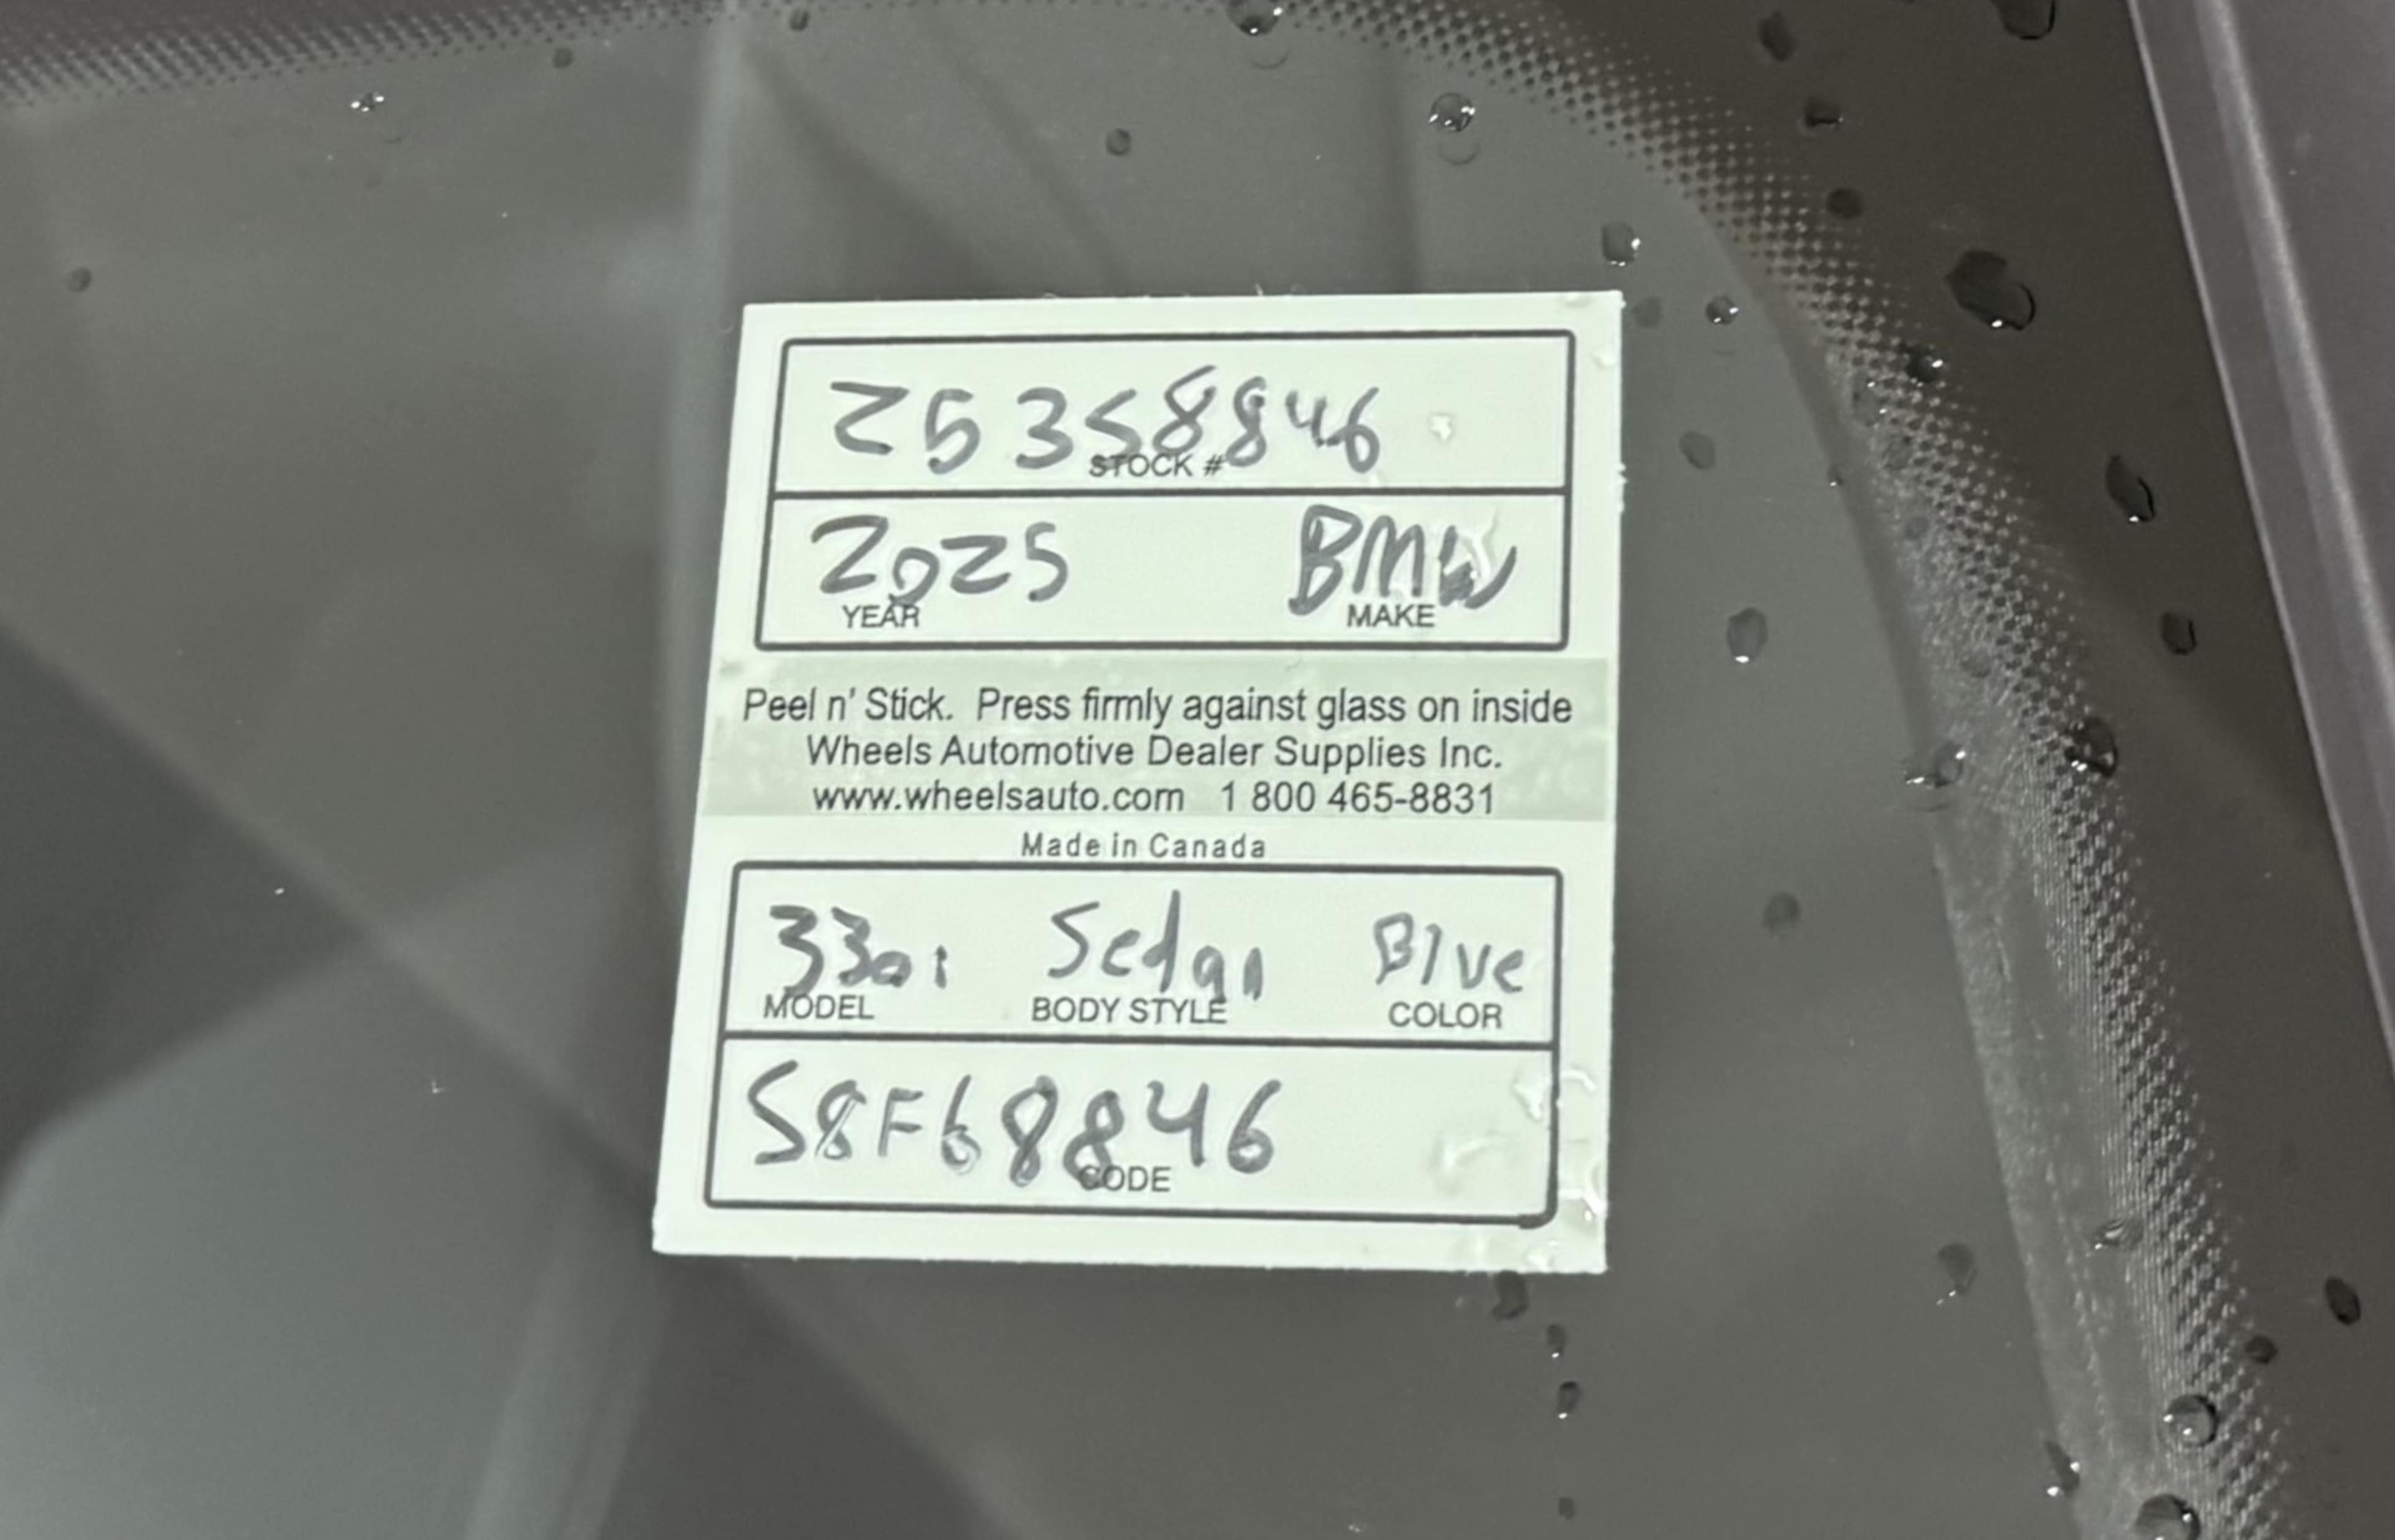 25358846
STOCK #
2025 BMW
YEAR MAKE
Peel n' Stick. Press firmly against glass on inside
Wheels Automotive Dealer Supplies Inc.
www.wheelsauto.com 1 800 465-8831
Made in Canada
330i Sedan Blue
MODEL BODY STYLE COLOR
S8F68846
CODE